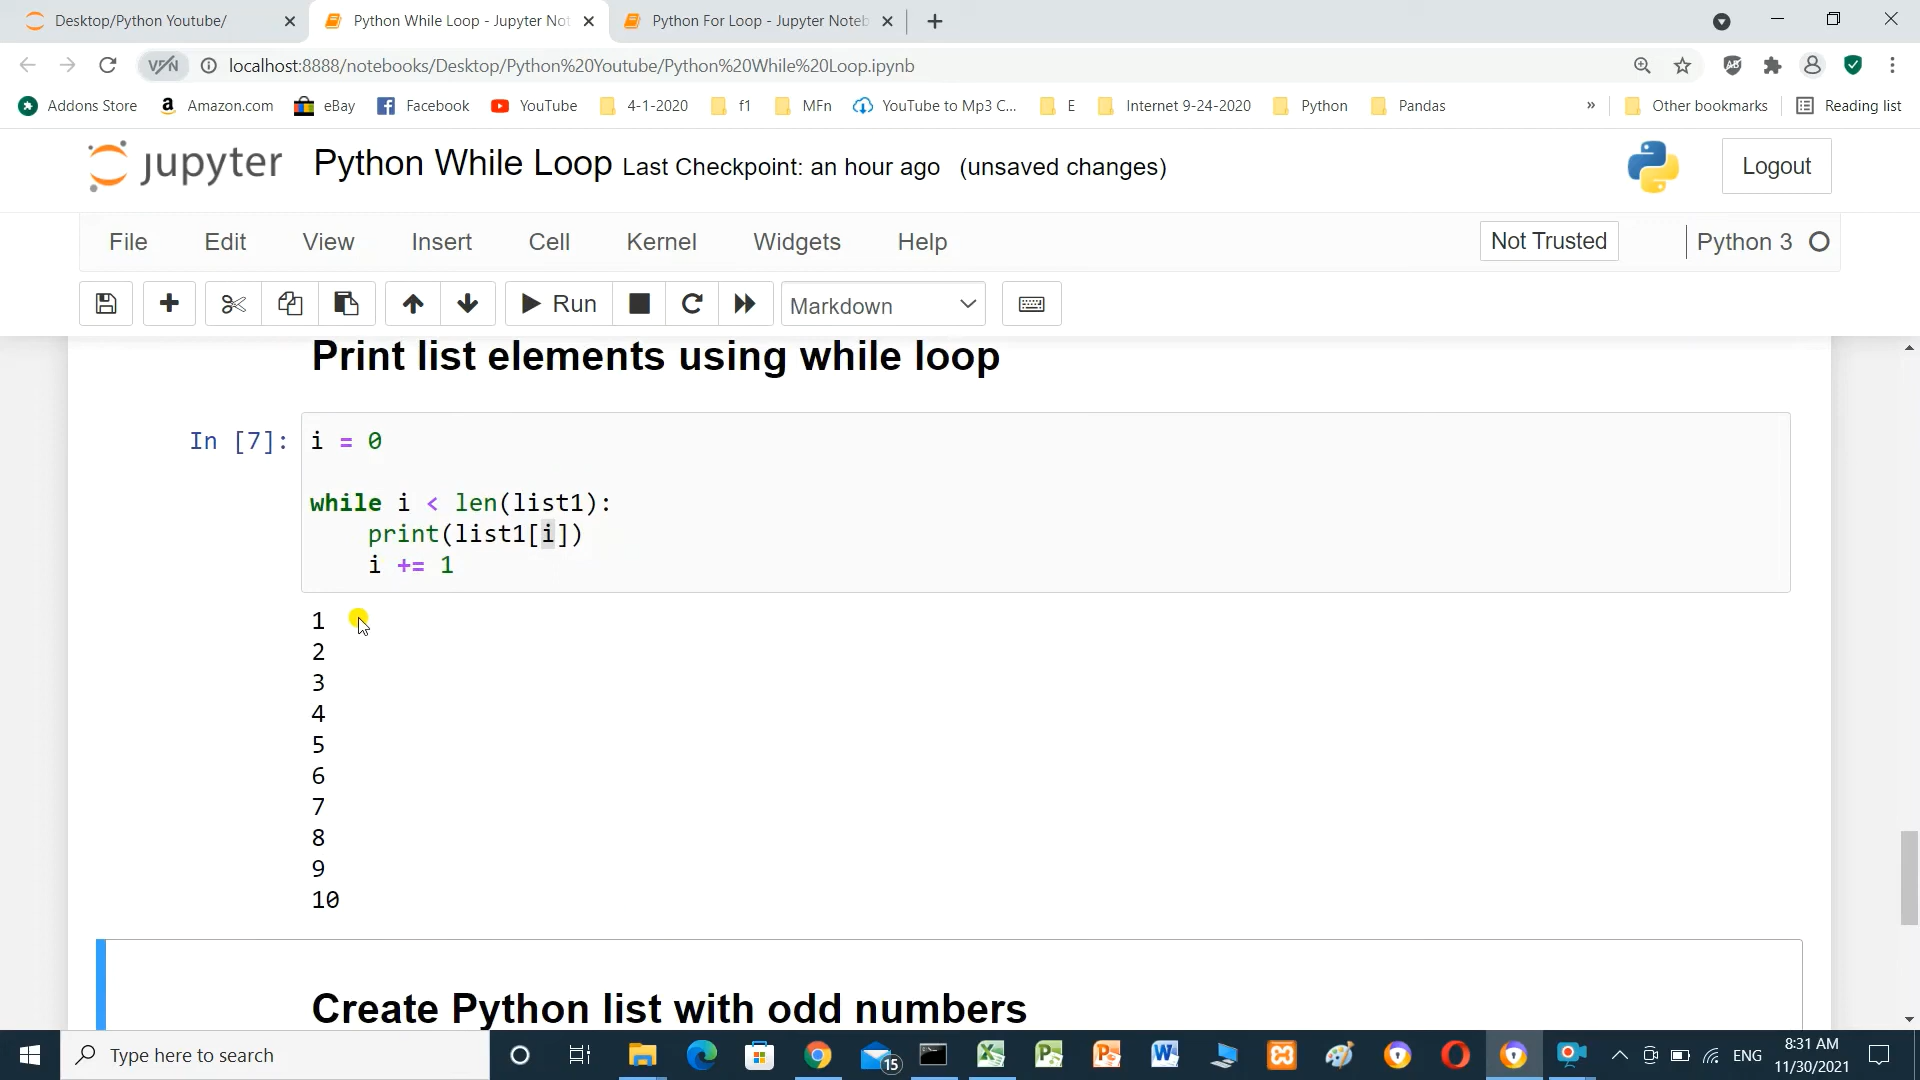 Desktop/Python Youtube/
Python While Loop - Jupyter Not
Python For Loop - Jupyter Noteb
VPN
localhost:8888/notebooks/Desktop/Python%20Youtube/Python%20While%20Loop.ipynb
Addons Store
Amazon.com
eBay
Facebook
YouTube
4-1-2020
f1
MFn
YouTube to Mp3 C...
E
Internet 9-24-2020
Python
Pandas
»
Other bookmarks
Reading list
jupyter
Python While Loop Last Checkpoint: an hour ago (unsaved changes)
Logout
File Edit View Insert Cell Kernel Widgets Help
Not Trusted
Python 3
Run
Markdown
Print list elements using while loop
In [7]:
i = 0
while i < len(list1):
    print(list1[i])
    i += 1
1
2
3
4
5
6
7
8
9
10
Create Python list with odd numbers
Type here to search
15
ENG
8:31 AM
11/30/2021